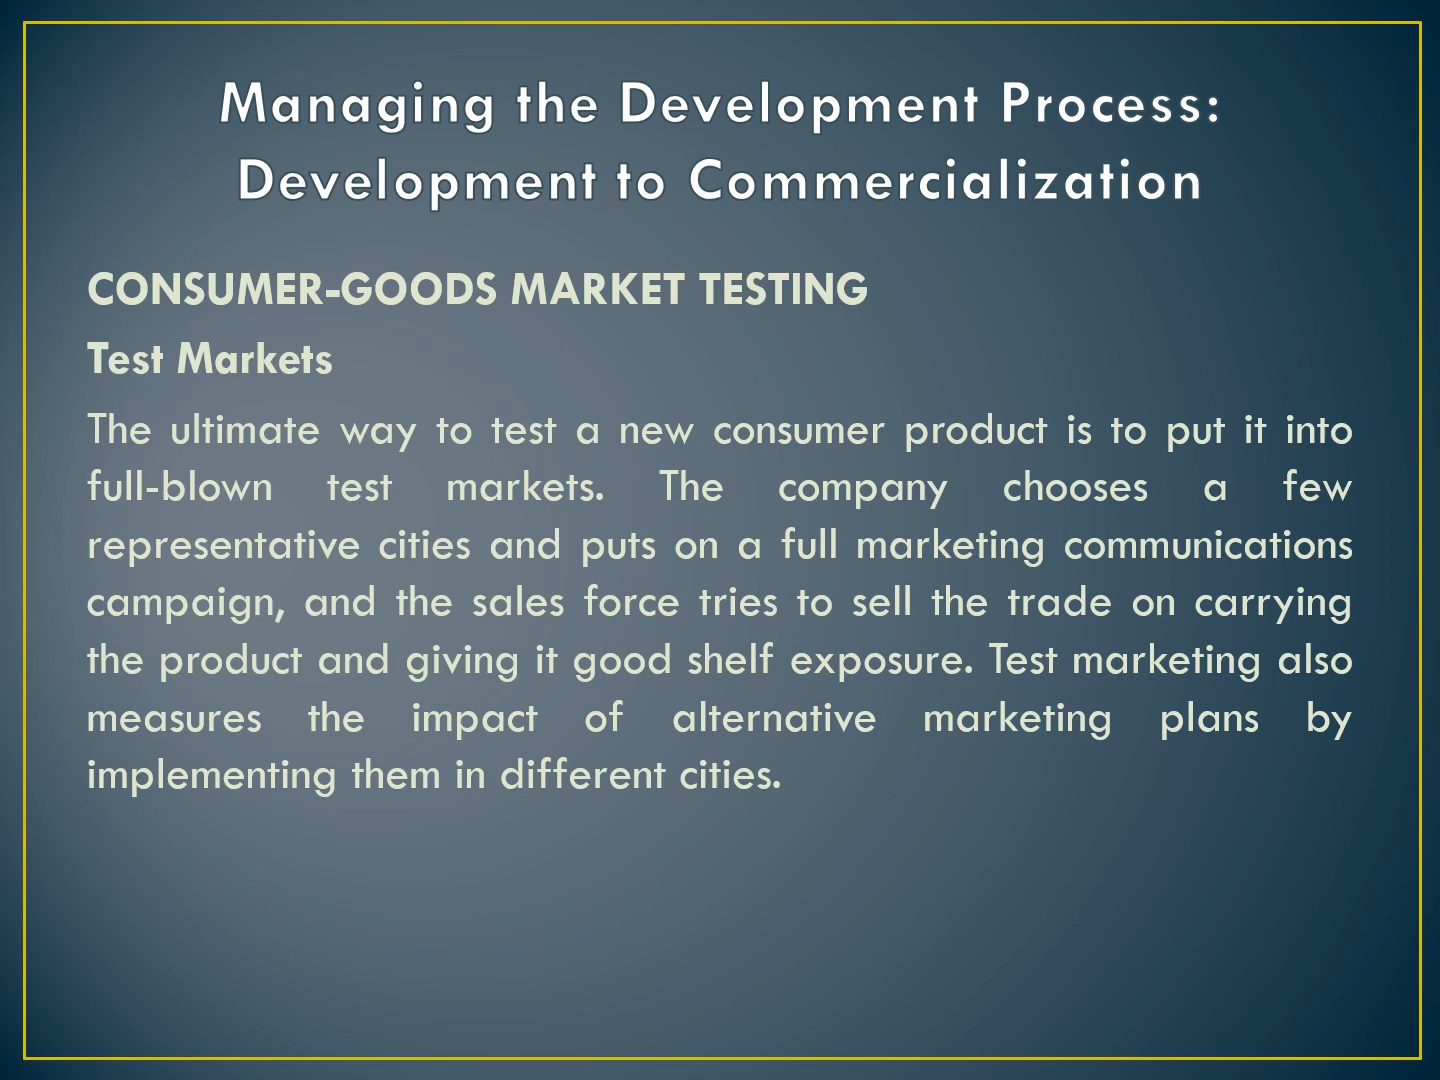 Managing the Development Process:
Development to Commercialization
CONSUMER-GOODS MARKET TESTING
Test Markets
The ultimate way to test a new consumer product is to put it into
full-blown test markets. The company chooses a few
representative cities and puts on a full marketing communications
campaign, and the sales force tries to sell the trade on carrying
the product and giving it good shelf exposure. Test marketing also
measures the impact of alternative marketing plans by
implementing them in different cities.